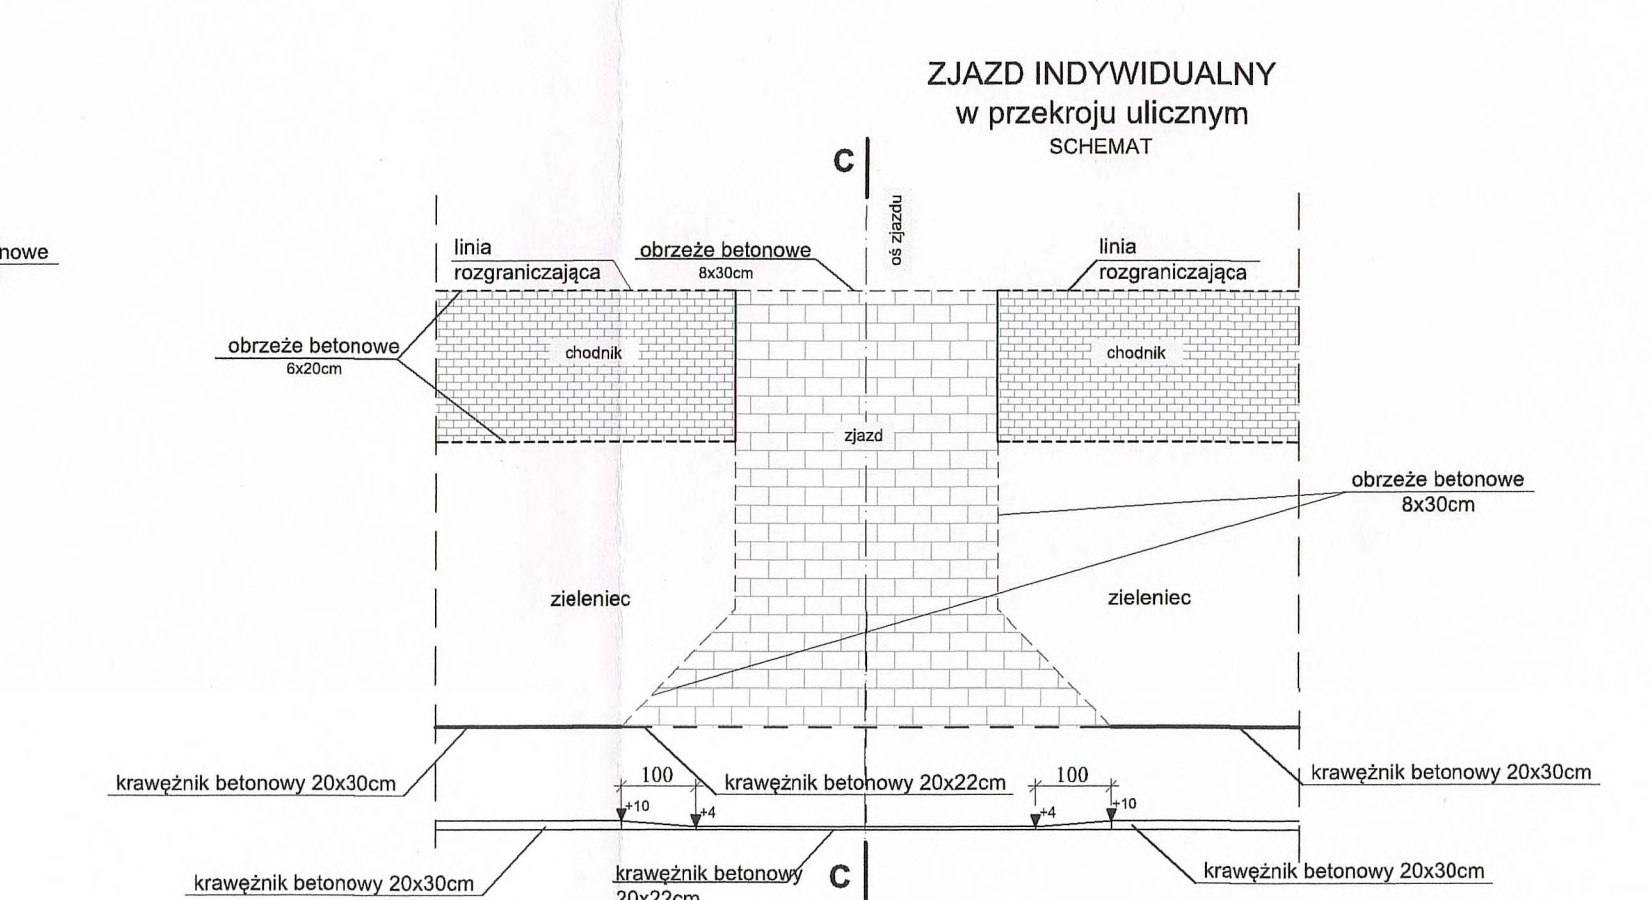 ZJAZD INDYWIDUALNY
w przekroju ulicznym
SCHEMAT
C
oś zjazdu
nowe
linia
rozgraniczająca
obrzeże betonowe
8x30cm
linia
rozgraniczająca
obrzeże betonowe
6x20cm
chodnik
chodnik
zjazd
obrzeże betonowe
8x30cm
zieleniec
zieleniec
krawężnik betonowy 20x30cm
100
krawężnik betonowy 20x22cm
100
krawężnik betonowy 20x30cm
+10
+4
+4
+10
krawężnik betonowy 20x30cm
krawężnik betonowy
20x22cm
C
krawężnik betonowy 20x30cm